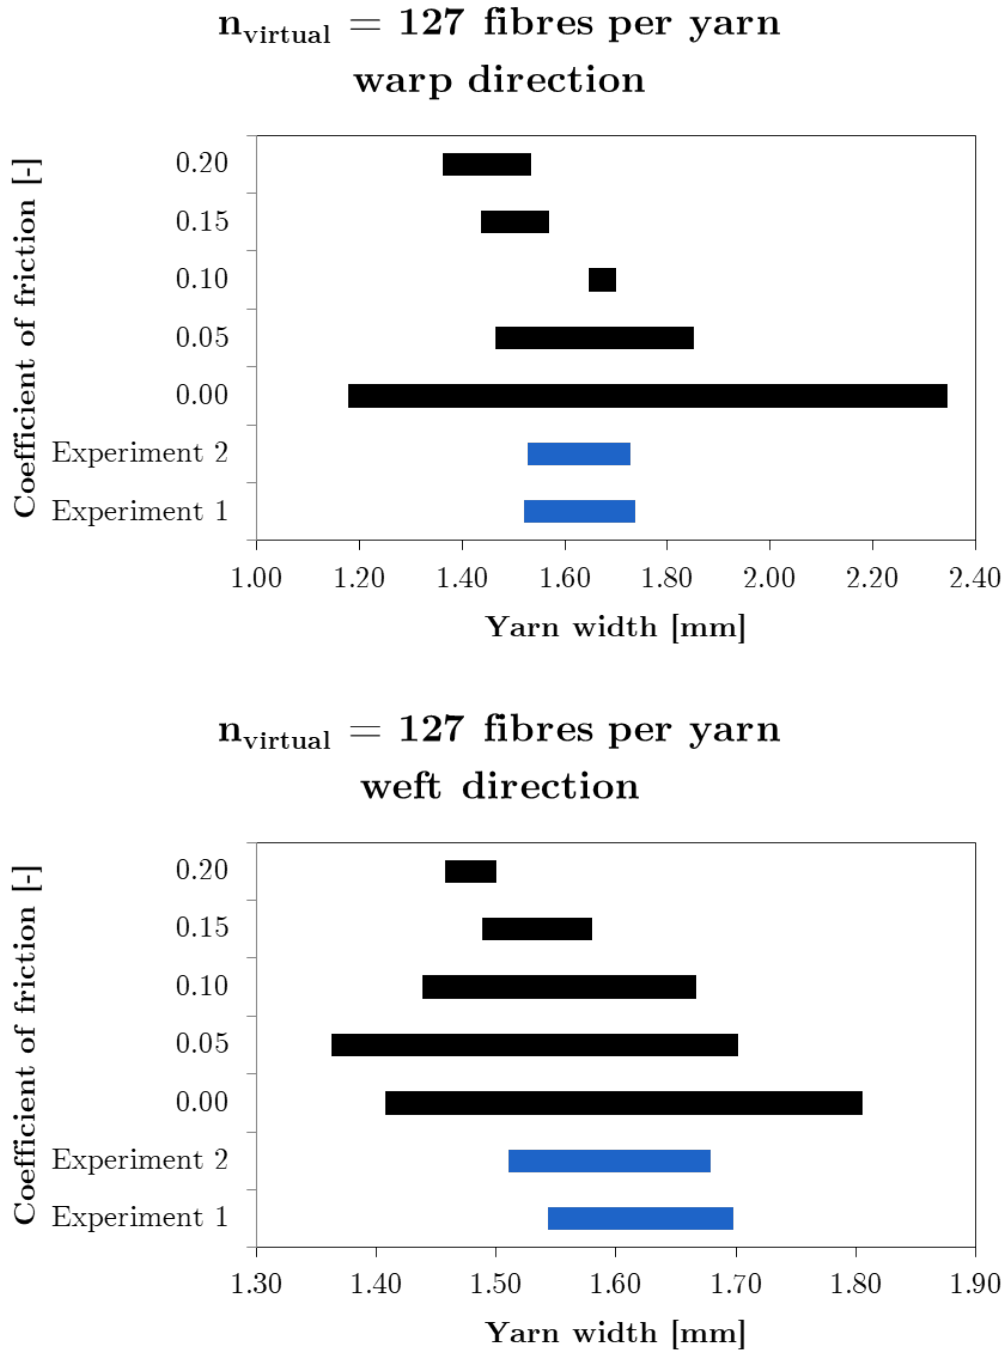 n_virtual = 127 fibres per yarn
warp direction
Coefficient of friction [-]
0.20
0.15
0.10
0.05
0.00
Experiment 2
Experiment 1
1.00 1.20 1.40 1.60 1.80 2.00 2.20 2.40
Yarn width [mm]
n_virtual = 127 fibres per yarn
weft direction
Coefficient of friction [-]
0.20
0.15
0.10
0.05
0.00
Experiment 2
Experiment 1
1.30 1.40 1.50 1.60 1.70 1.80 1.90
Yarn width [mm]